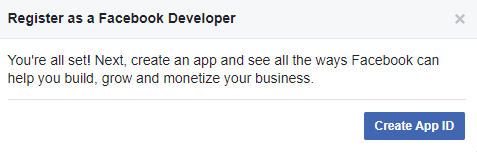 Register as a Facebook Developer
You're all set! Next, create an app and see all the ways Facebook can
help you build, grow and monetize your business.
Create App ID